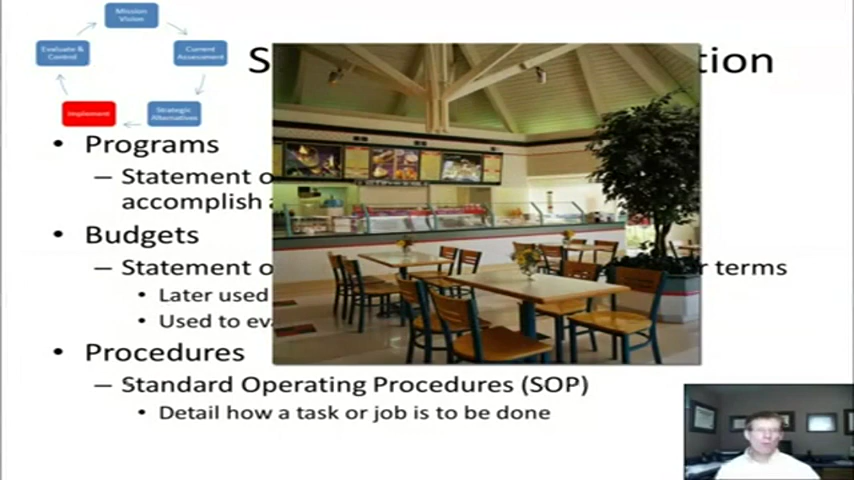 Mission
Vision
Evaluate &
Control
Current
Assessment
Implement
Strategic
Alternatives
S tion
• Programs
– Statement o
accomplish
• Budgets
– Statement o r terms
• Later used
• Used to ev
• Procedures
– Standard Operating Procedures (SOP)
• Detail how a task or job is to be done